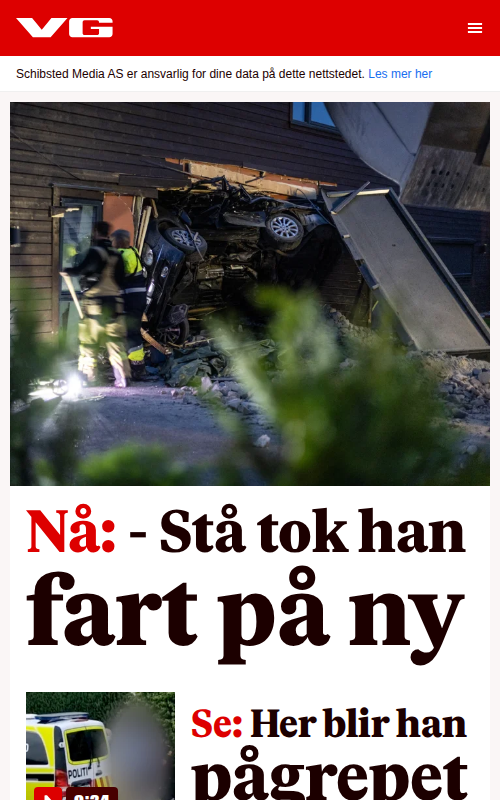 VG
Schibsted Media AS er ansvarlig for dine data på dette nettstedet. Les mer her
Nå: - Stå tok han
fart på ny
Se: Her blir han
pågrepet
POLITI
0:24